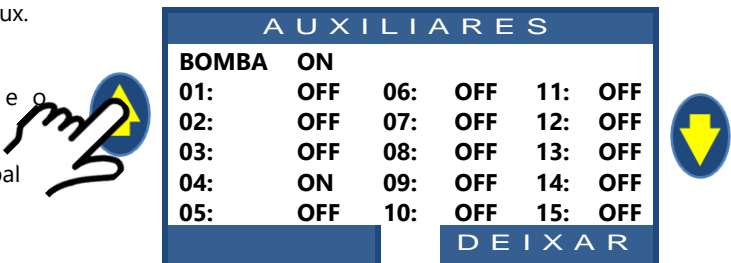 ux.
e o
pal
AUXILIARES
BOMBA ON
01: OFF 06: OFF 11: OFF
02: OFF 07: OFF 12: OFF
03: OFF 08: OFF 13: OFF
04: ON 09: OFF 14: OFF
05: OFF 10: OFF 15: OFF
DEIXAR